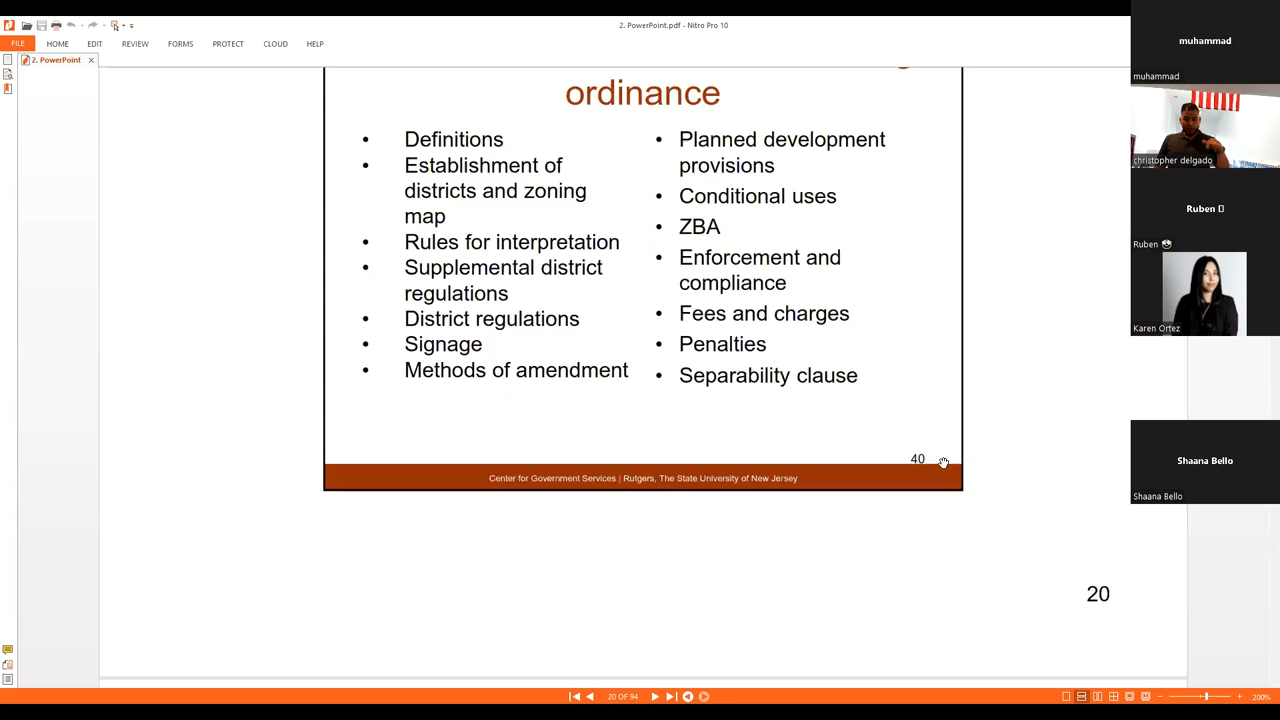 2. PowerPoint.pdf - Nitro Pro 10
FILE HOME EDIT REVIEW FORMS PROTECT CLOUD HELP
2. PowerPoint
ordinance
• Definitions
• Establishment of
districts and zoning
map
• Rules for interpretation
• Supplemental district
regulations
• District regulations
• Signage
• Methods of amendment
• Planned development
provisions
• Conditional uses
• ZBA
• Enforcement and
compliance
• Fees and charges
• Penalties
• Separability clause
40
Center for Government Services | Rutgers, The State University of New Jersey
20
20 OF 94
200%
muhammad
muhammad
christopher delgado
Ruben
Ruben
Karen Ortez
Shaana Bello
Shaana Bello